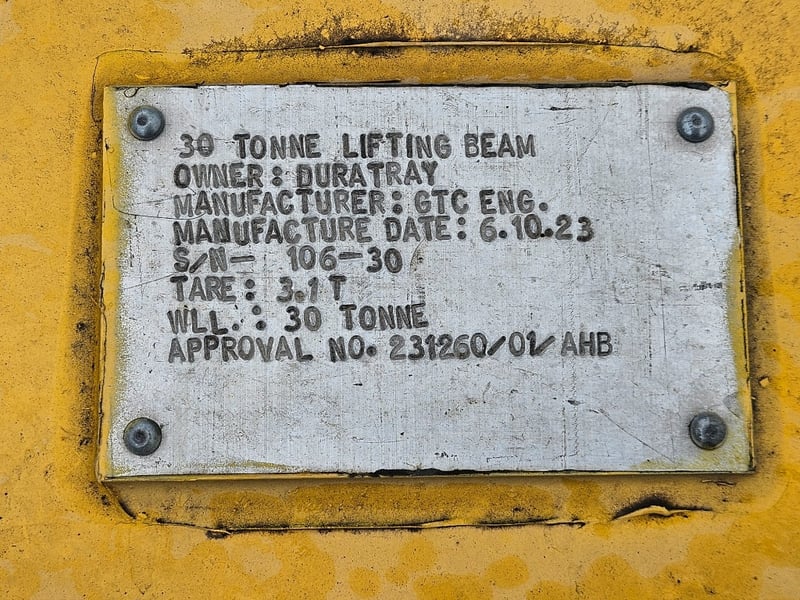 30 TONNE LIFTING BEAM
OWNER: DURATRAY
MANUFACTURER: GTC ENG.
MANUFACTURE DATE: 6.10.23
S/N- 106-30
TARE: 3.1 T
WLL.: 30 TONNE
APPROVAL NO. 231260/01/AHB